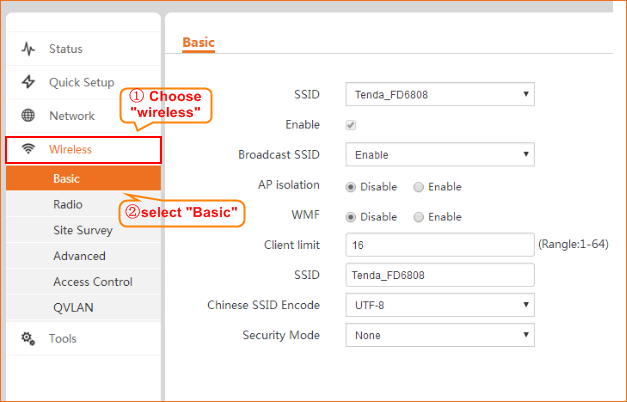 Status
Quick Setup
Network
Wireless
Basic
Radio
Site Survey
Advanced
Access Control
QVLAN
Tools
① Choose
"wireless"
②select "Basic"
Basic
SSID Tenda_FD6808
Enable
Broadcast SSID Enable
AP isolation Disable Enable
WMF Disable Enable
Client limit 16 (Rangle:1-64)
SSID Tenda_FD6808
Chinese SSID Encode UTF-8
Security Mode None